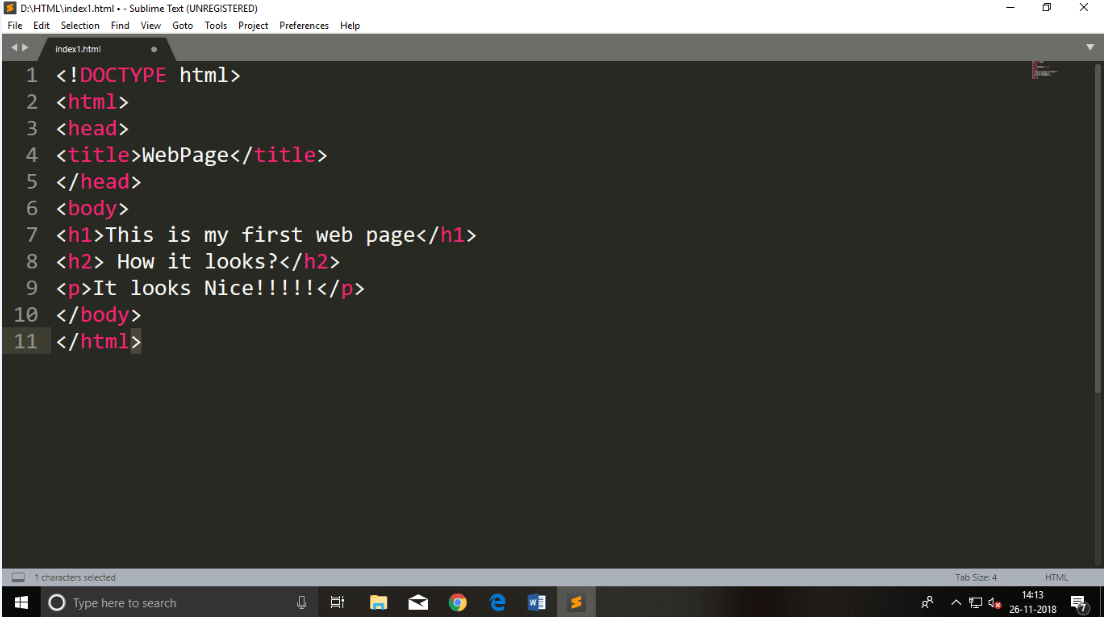 D:\HTML\index1.html • - Sublime Text (UNREGISTERED)
File Edit Selection Find View Goto Tools Project Preferences Help
index1.html
1 <!DOCTYPE html>
2 <html>
3 <head>
4 <title>WebPage</title>
5 </head>
6 <body>
7 <h1>This is my first web page</h1>
8 <h2> How it looks?</h2>
9 <p>It looks Nice!!!!!</p>
10 </body>
11 </html>
1 characters selected Tab Size: 4 HTML
Type here to search
14:13
26-11-2018
7